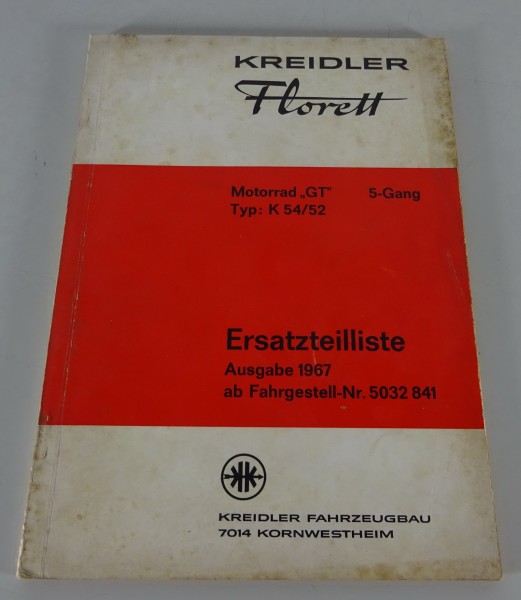 KREIDLER
Florett
Motorrad „GT" 5-Gang
Typ: K 54/52
Ersatzteilliste
Ausgabe 1967
ab Fahrgestell-Nr. 5032 841
KREIDLER FAHRZEUGBAU
7014 KORNWESTHEIM